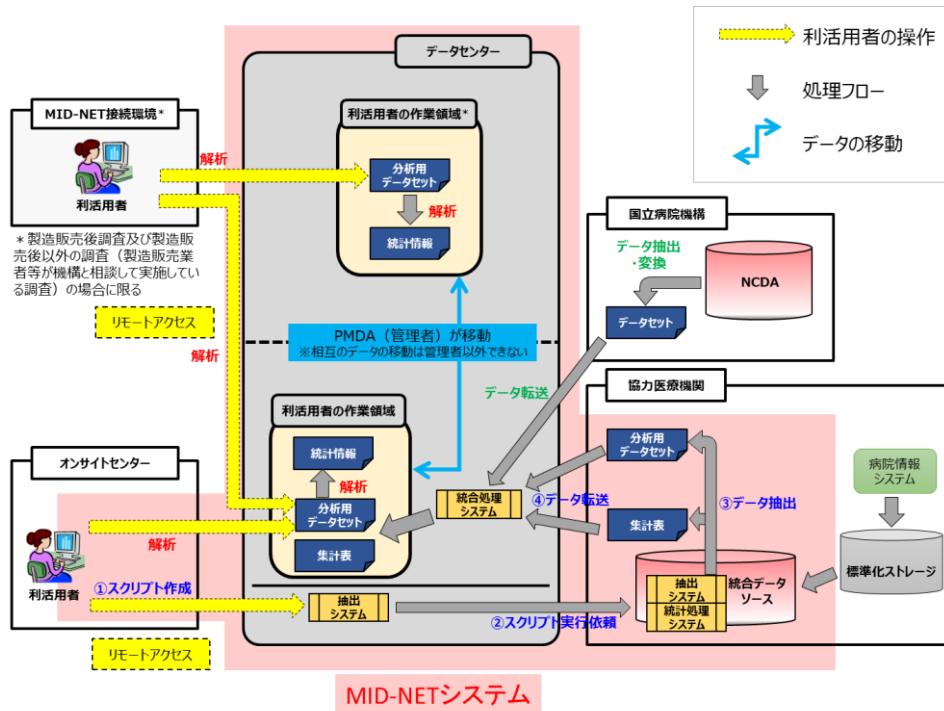 利活用者の操作
処理フロー
データの移動
データセンター
MID-NET接続環境*
利活用者
解析
利活用者の作業領域*
分析用
データセット
解析
統計情報
* 製造販売後調査及び製造販
売後以外の調査（製造販売業
者等が機構と相談して実施してい
る調査）の場合に限る
リモートアクセス
解析
PMDA（管理者）が移動
※相互のデータの移動は管理者以外できない
国立病院機構
データ抽出
・変換
NCDA
データセット
データ転送
協力医療機関
利活用者の作業領域
統計情報
解析
分析用
データセット
集計表
統合処理
システム
④データ転送
分析用
データセット
集計表
③データ抽出
病院情報
システム
標準化ストレージ
抽出
システム
統計処理
システム
統合データ
ソース
オンサイトセンター
利活用者
解析
①スクリプト作成
抽出
システム
②スクリプト実行依頼
リモートアクセス
MID-NETシステム